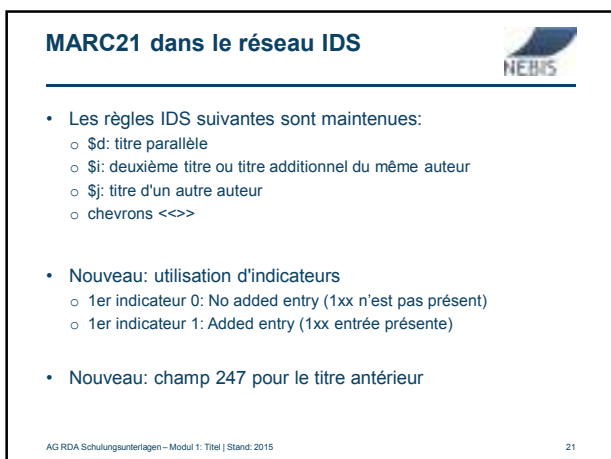 MARC21 dans le réseau IDS
NEBIS
• Les règles IDS suivantes sont maintenues:
o $d: titre parallèle
o $i: deuxième titre ou titre additionnel du même auteur
o $j: titre d'un autre auteur
o chevrons <<>>
• Nouveau: utilisation d'indicateurs
o 1er indicateur 0: No added entry (1xx n'est pas présent)
o 1er indicateur 1: Added entry (1xx entrée présente)
• Nouveau: champ 247 pour le titre antérieur
AG RDA Schulungsunterlagen – Modul 1: Titel | Stand: 2015
21